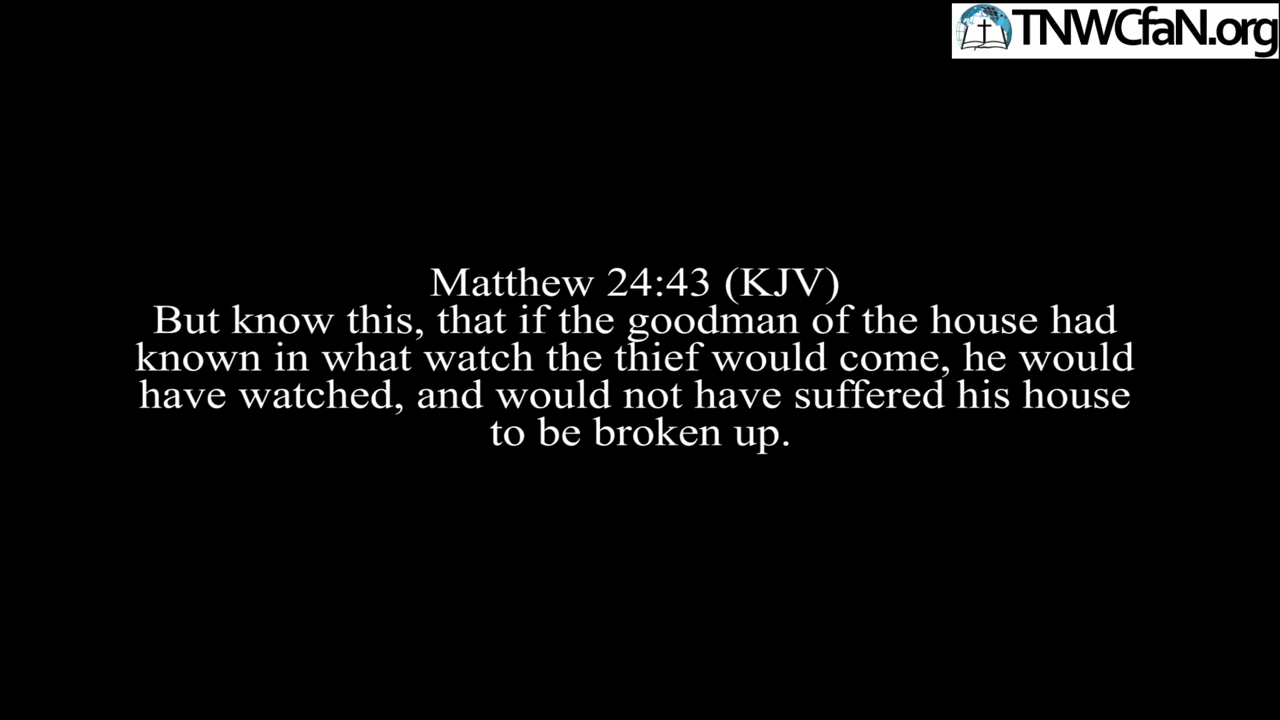 TNWCfaN.org
Matthew 24:43 (KJV)
But know this, that if the goodman of the house had
known in what watch the thief would come, he would
have watched, and would not have suffered his house
to be broken up.